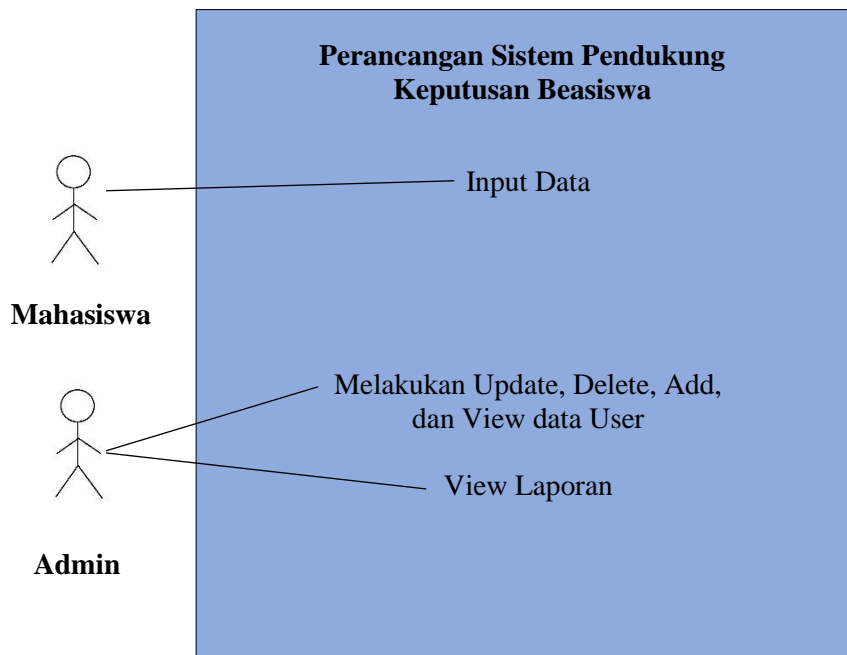 Perancangan Sistem Pendukung
Keputusan Beasiswa
Input Data
Mahasiswa
Melakukan Update, Delete, Add,
dan View data User
View Laporan
Admin